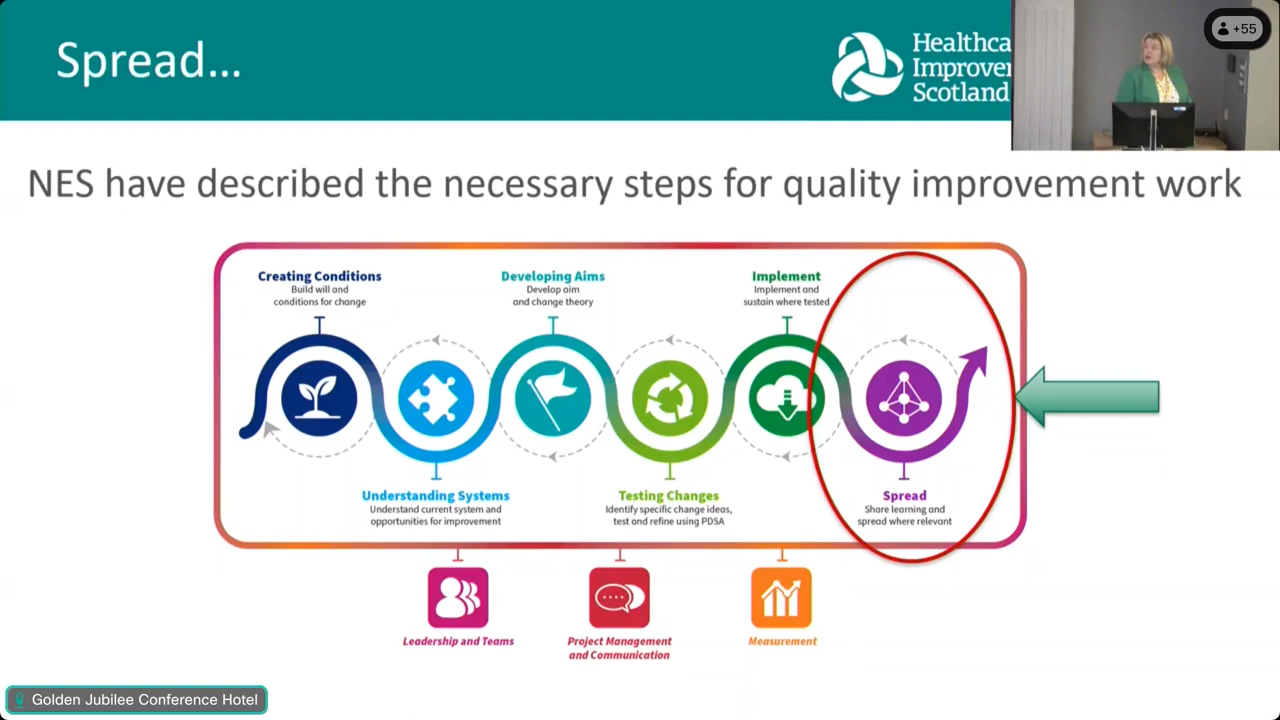 Spread...
Healthca
Improve
Scotland
+55
NES have described the necessary steps for quality improvement work
Creating Conditions
Build will and
conditions for change
Developing Aims
Develop aim
and change theory
Implement
Implement and
sustain where tested
Understanding Systems
Understand current system and
opportunities for improvement
Testing Changes
Identify specific change ideas,
test and refine using PDSA
Spread
Share learning and
spread where relevant
Leadership and Teams
Project Management
and Communication
Measurement
Golden Jubilee Conference Hotel